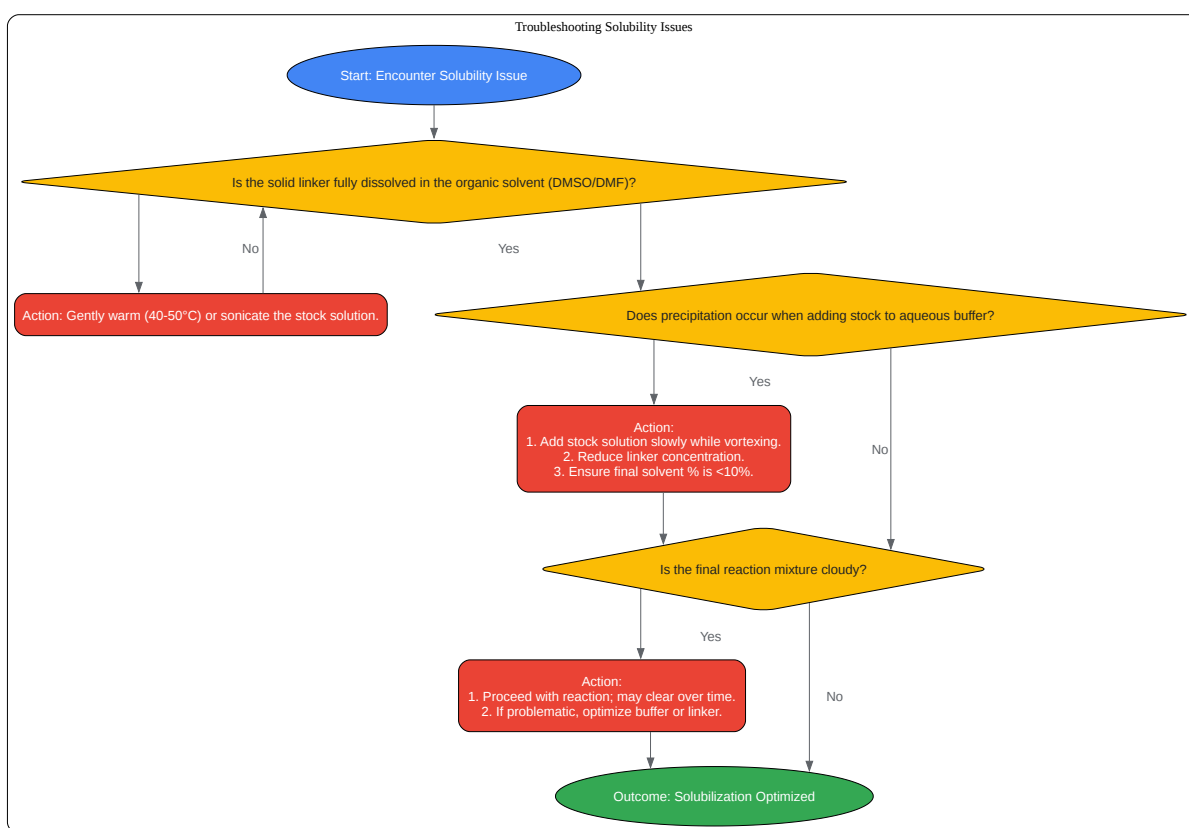 Troubleshooting Solubility Issues
Start: Encounter Solubility Issue
Is the solid linker fully dissolved in the organic solvent (DMSO/DMF)?
No
Yes
Action: Gently warm (40-50°C) or sonicate the stock solution.
Does precipitation occur when adding stock to aqueous buffer?
Yes
No
Action:
1. Add stock solution slowly while vortexing.
2. Reduce linker concentration.
3. Ensure final solvent % is <10%.
Is the final reaction mixture cloudy?
Yes
No
Action:
1. Proceed with reaction; may clear over time.
2. If problematic, optimize buffer or linker.
Outcome: Solubilization Optimized